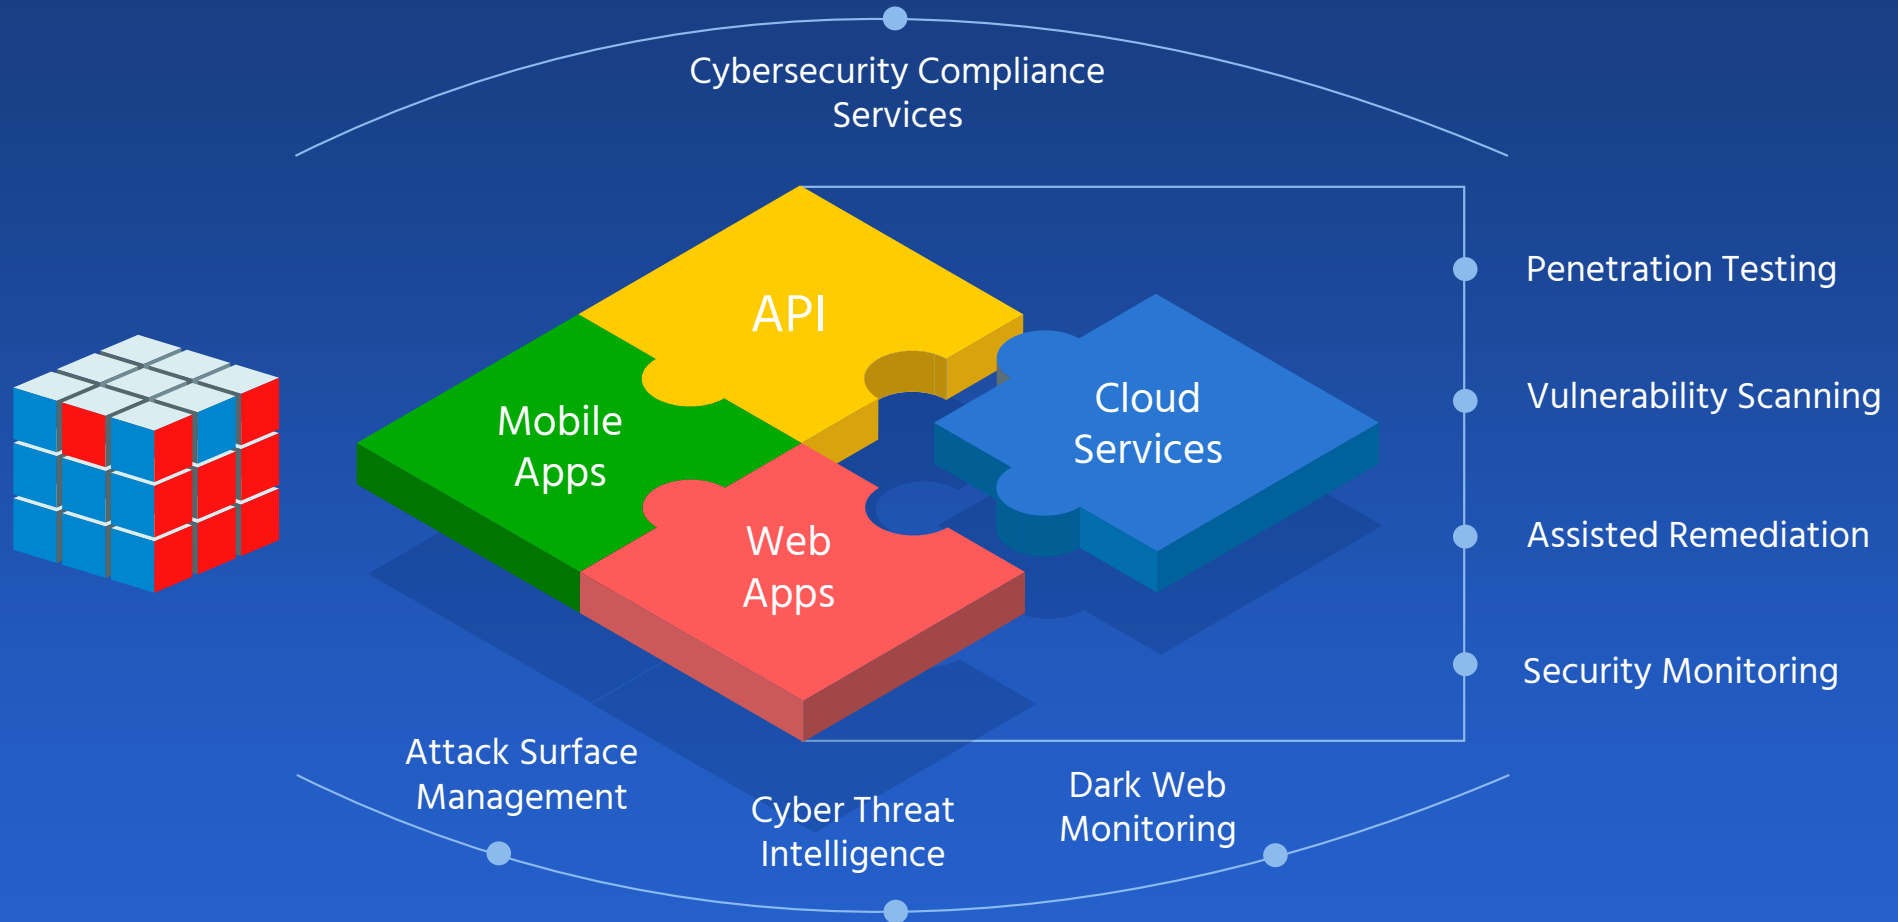 Cybersecurity Compliance
Services
API
Mobile
Apps
Cloud
Services
Web
Apps
Penetration Testing
Vulnerability Scanning
Assisted Remediation
Security Monitoring
Attack Surface
Management
Cyber Threat
Intelligence
Dark Web
Monitoring